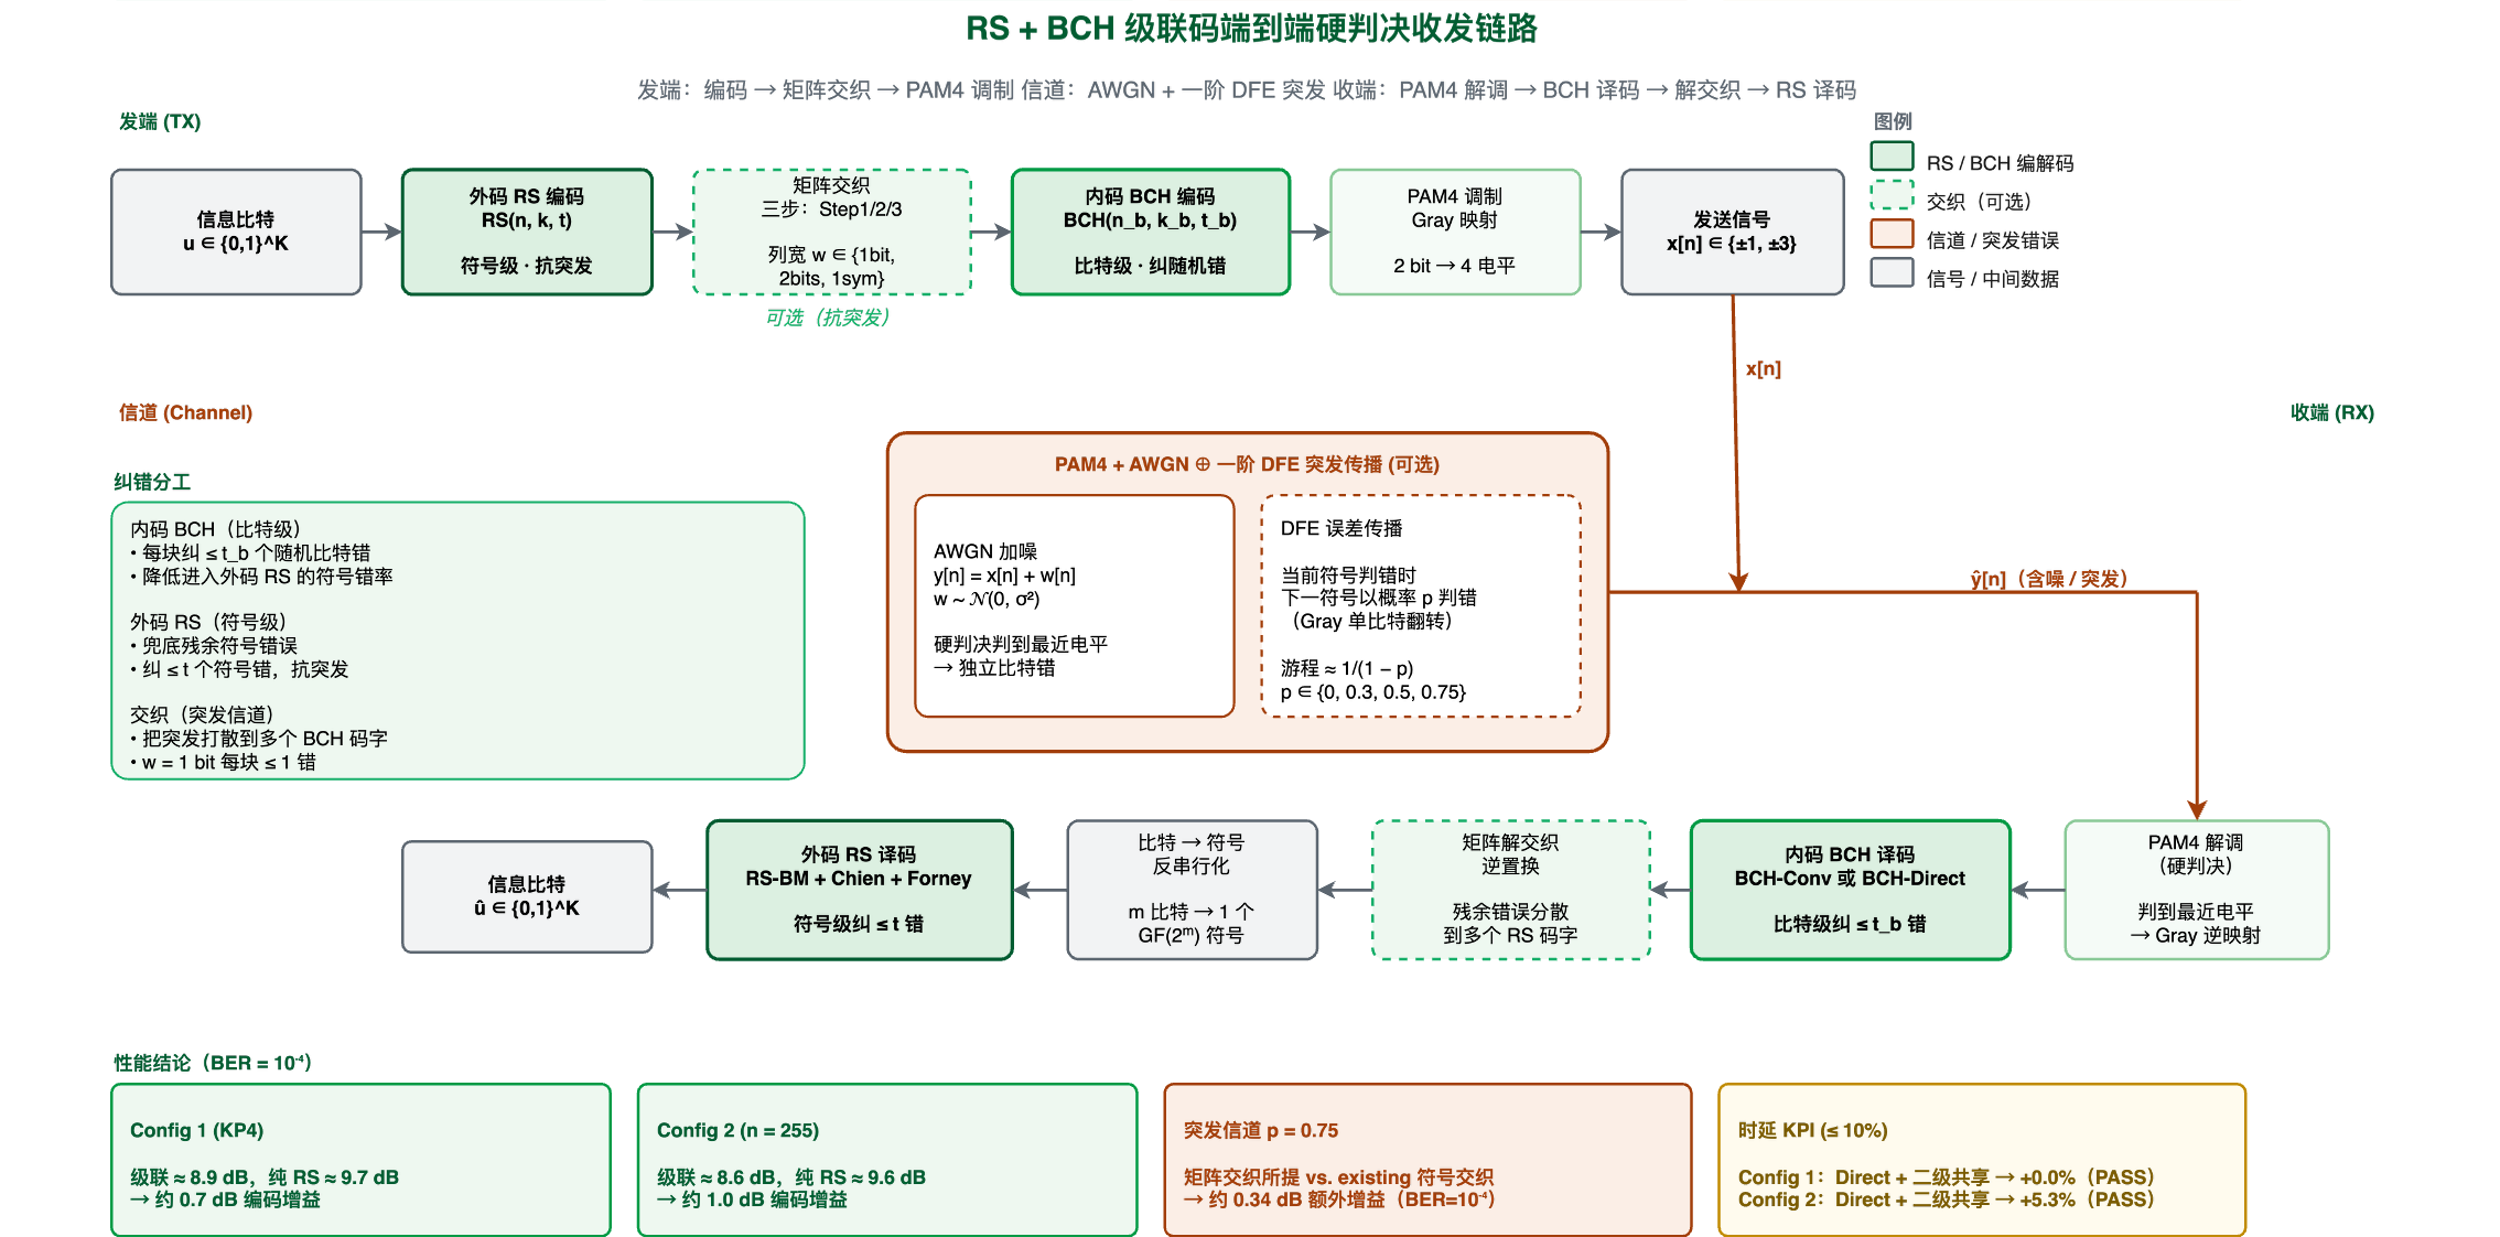 RS + BCH 级联码端到端硬判决收发链路
发端：编码 → 矩阵交织 → PAM4 调制 信道：AWGN + 一阶 DFE 突发 收端：PAM4 解调 → BCH 译码 → 解交织 → RS 译码
发端 (TX)
信息比特
u ∈ {0,1}^K
外码 RS 编码
RS(n, k, t)
符号级 · 抗突发
矩阵交织
三步：Step1/2/3
列宽 w ∈ {1bit,
2bits, 1sym}
可选（抗突发）
内码 BCH 编码
BCH(n_b, k_b, t_b)
比特级 · 纠随机错
PAM4 调制
Gray 映射
2 bit → 4 电平
发送信号
x[n] ∈ {±1, ±3}
图例
RS / BCH 编解码
交织（可选）
信道 / 突发错误
信号 / 中间数据
x[n]
信道 (Channel)
收端 (RX)
纠错分工
内码 BCH（比特级）
• 每块纠 ≤ t_b 个随机比特错
• 降低进入外码 RS 的符号错率
外码 RS（符号级）
• 兜底残余符号错误
• 纠 ≤ t 个符号错，抗突发
交织（突发信道）
• 把突发打散到多个 BCH 码字
• w = 1 bit 每块 ≤ 1 错
PAM4 + AWGN ⊕ 一阶 DFE 突发传播 (可选)
AWGN 加噪
y[n] = x[n] + w[n]
w ~ 𝒩(0, σ²)
硬判决判到最近电平
→ 独立比特错
DFE 误差传播
当前符号判错时
下一符号以概率 p 判错
（Gray 单比特翻转）
游程 ≈ 1/(1 − p)
p ∈ {0, 0.3, 0.5, 0.75}
ŷ[n]（含噪 / 突发）
信息比特
û ∈ {0,1}^K
外码 RS 译码
RS-BM + Chien + Forney
符号级纠 ≤ t 错
比特 → 符号
反串行化
m 比特 → 1 个
GF(2ᵐ) 符号
矩阵解交织
逆置换
残余错误分散
到多个 RS 码字
内码 BCH 译码
BCH-Conv 或 BCH-Direct
比特级纠 ≤ t_b 错
PAM4 解调
（硬判决）
判到最近电平
→ Gray 逆映射
性能结论（BER = 10⁻⁴）
Config 1 (KP4)
级联 ≈ 8.9 dB，纯 RS ≈ 9.7 dB
→ 约 0.7 dB 编码增益
Config 2 (n = 255)
级联 ≈ 8.6 dB，纯 RS ≈ 9.6 dB
→ 约 1.0 dB 编码增益
突发信道 p = 0.75
矩阵交织所提 vs. existing 符号交织
→ 约 0.34 dB 额外增益（BER=10⁻⁴）
时延 KPI (≤ 10%)
Config 1：Direct + 二级共享 → +0.0%（PASS）
Config 2：Direct + 二级共享 → +5.3%（PASS）